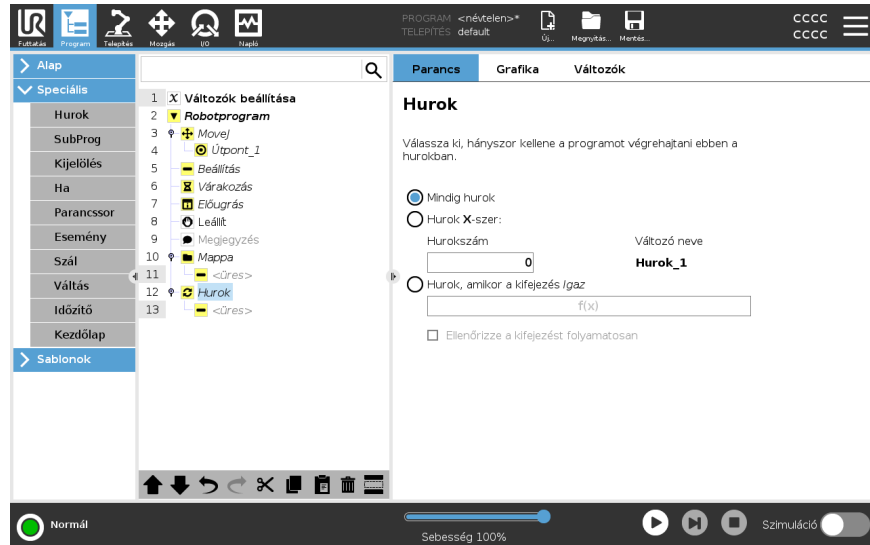 PROGRAM <névtelen>*
TELEPÍTÉS default
cccc
cccc
Futtatás Program Telepítés Mozgás I/O Napló
Új... Megnyitás... Mentés...
Alap
Speciális
Hurok
SubProg
Kijelölés
Ha
Parancssor
Esemény
Szál
Váltás
Időzítő
Kezdőlap
Sablonok
1 X Változók beállítása
2 Robotprogram
3 MoveJ
4 Útpont_1
5 Beállítás
6 Várakozás
7 Előugrás
8 Leállít
9 Megjegyzés
10 Mappa
11 <üres>
12 Hurok
13 <üres>
Parancs Grafika Változók
Hurok
Válassza ki, hányszor kellene a programot végrehajtani ebben a
hurokban.
Mindig hurok
Hurok X-szer:
Hurokszám Változó neve
0 Hurok_1
Hurok, amikor a kifejezés Igaz
f(x)
Ellenőrizze a kifejezést folyamatosan
Normál
Sebesség 100%
Szimuláció